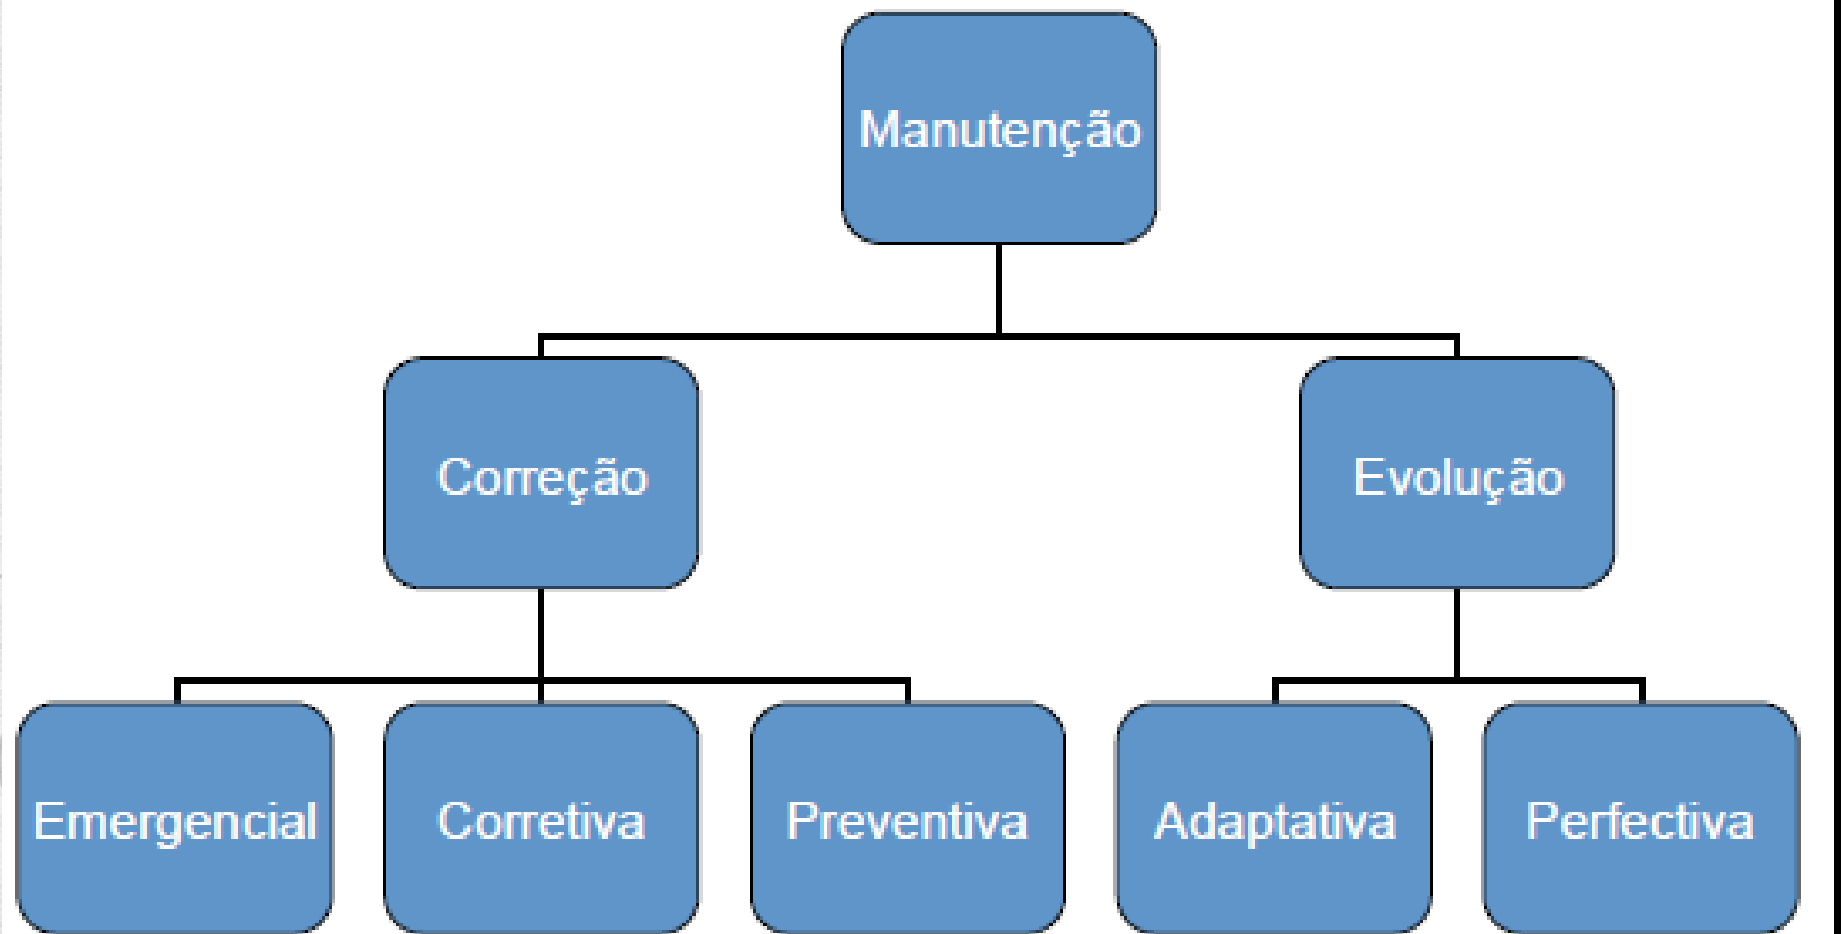 Manutenção
Correção
Evolução
Emergencial
Corretiva
Preventiva
Adaptativa
Perfectiva